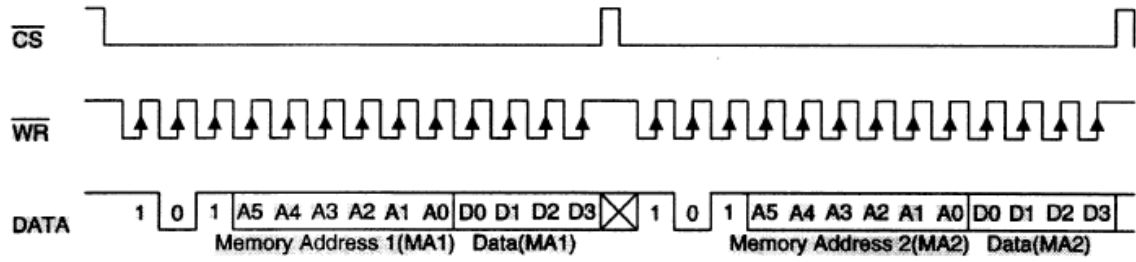 CS
WR
DATA 1 0 1 A5 A4 A3 A2 A1 A0 D0 D1 D2 D3 1 0 1 A5 A4 A3 A2 A1 A0 D0 D1 D2 D3
Memory Address 1(MA1) Data(MA1) Memory Address 2(MA2) Data(MA2)